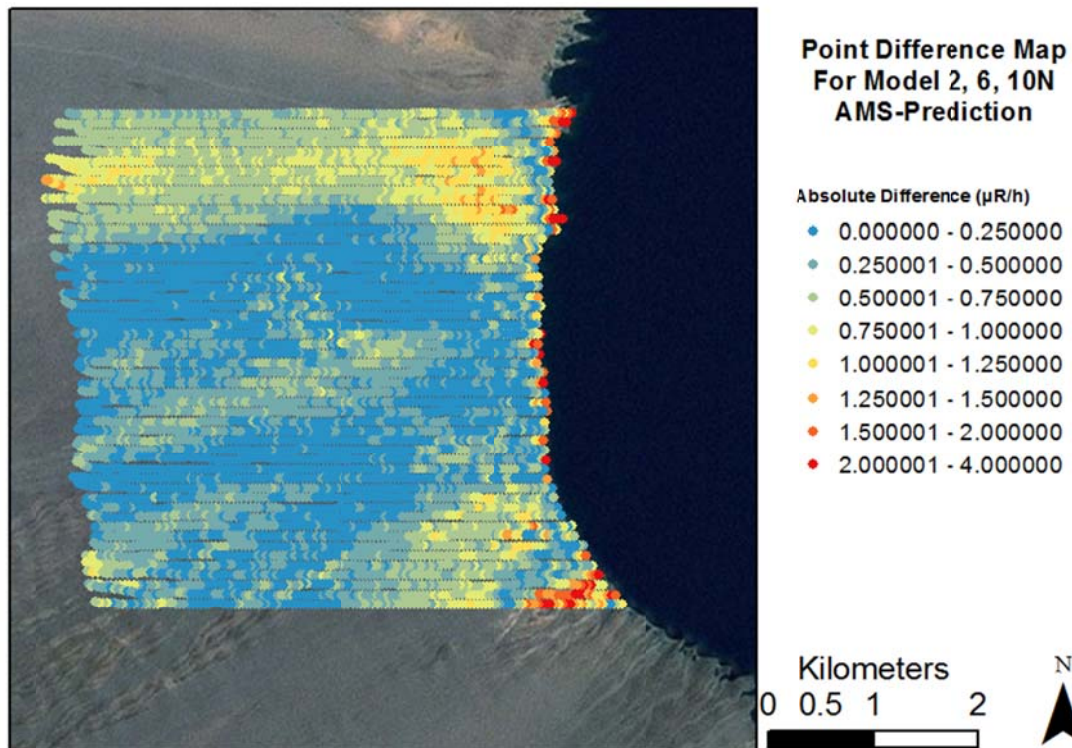 Point Difference Map
For Model 2, 6, 10N
AMS-Prediction
Absolute Difference (µR/h)
0.000000 - 0.250000
0.250001 - 0.500000
0.500001 - 0.750000
0.750001 - 1.000000
1.000001 - 1.250000
1.250001 - 1.500000
1.500001 - 2.000000
2.000001 - 4.000000
Kilometers
0 0.5 1 2
N